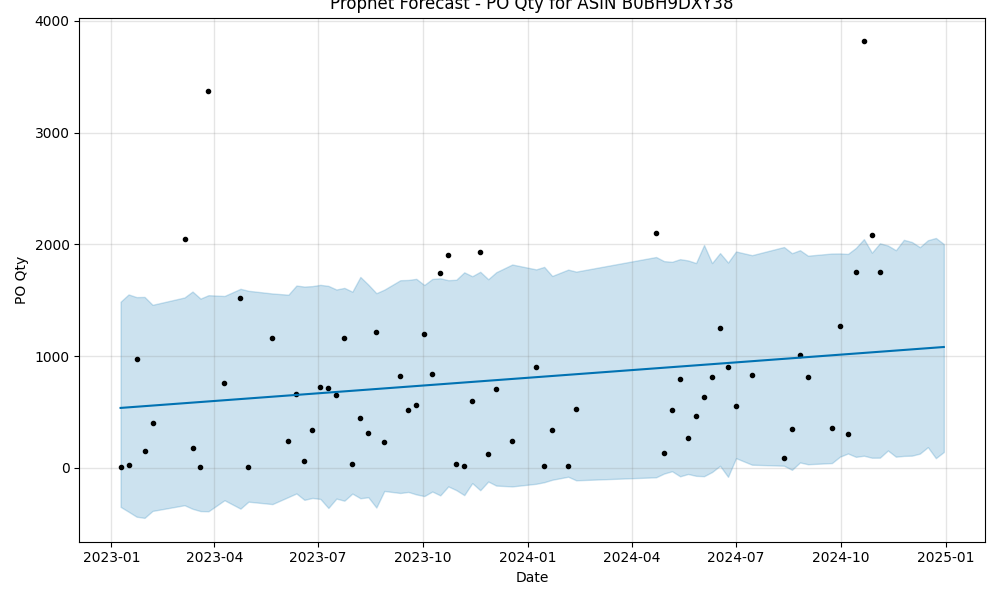 Prophet Forecast - PO Qty for ASIN B0BH9DXY38
4000
3000
2000
1000
0
PO Qty
2023-01 2023-04 2023-07 2023-10 2024-01 2024-04 2024-07 2024-10 2025-01
Date